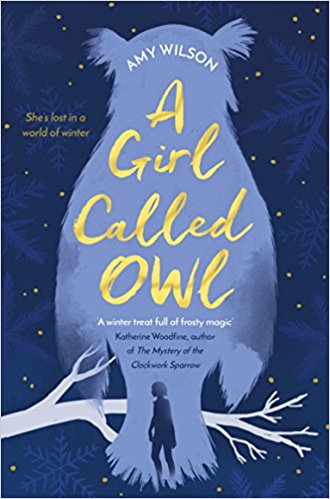 AMY WILSON
A
Girl
Called
OWL
She's lost in a
world of winter
'A winter treat full of frosty magic'
Katherine Woodfine, author
of The Mystery of the
Clockwork Sparrow